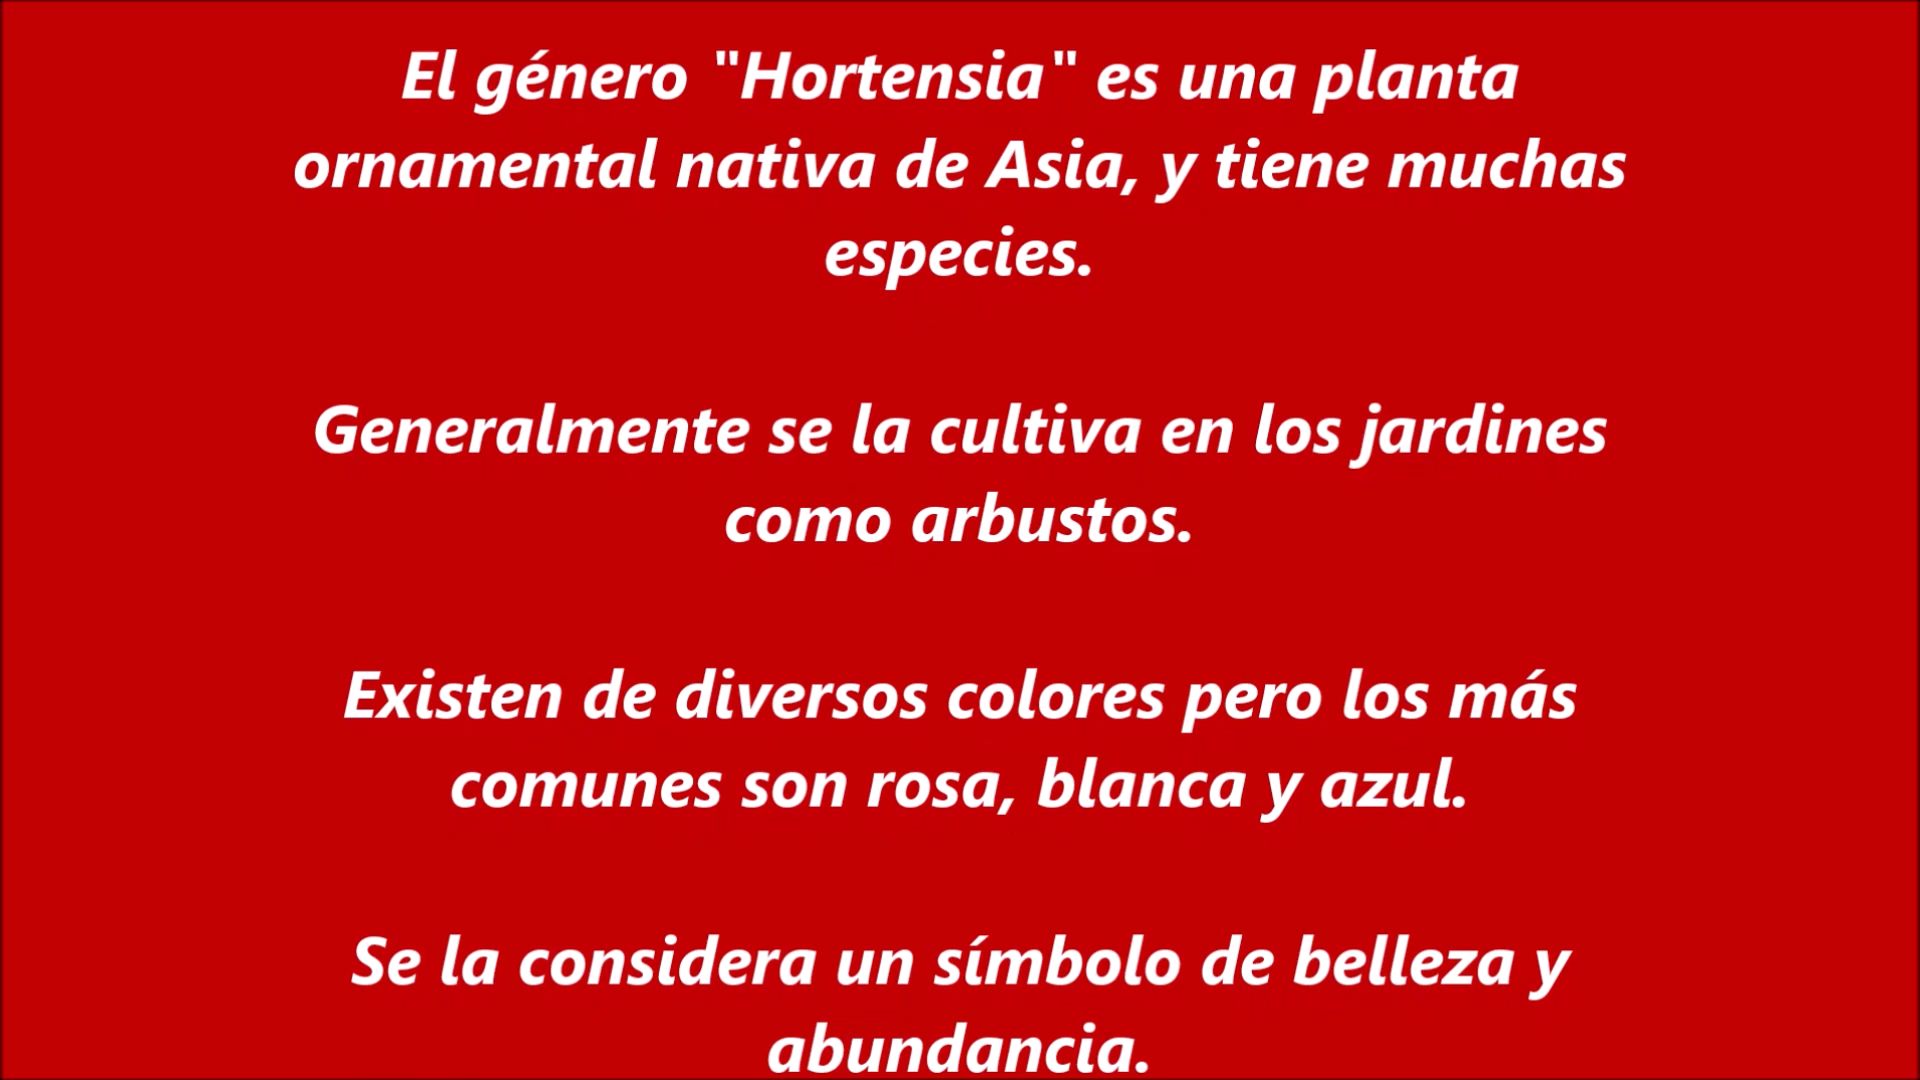 El género "Hortensia" es una planta
ornamental nativa de Asia, y tiene muchas
especies.
Generalmente se la cultiva en los jardines
como arbustos.
Existen de diversos colores pero los más
comunes son rosa, blanca y azul.
Se la considera un símbolo de belleza y
abundancia.